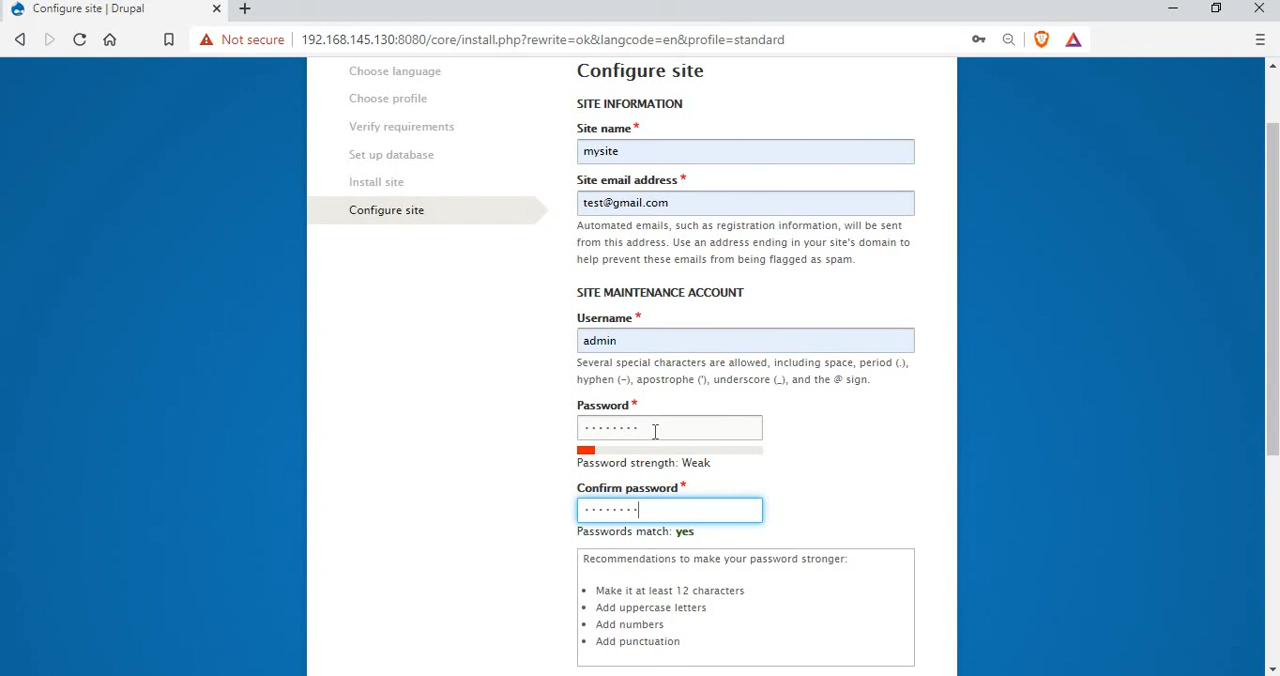 Configure site | Drupal
Not secure
192.168.145.130:8080/core/install.php?rewrite=ok&langcode=en&profile=standard
Choose language
Choose profile
Verify requirements
Set up database
Install site
Configure site
Configure site
SITE INFORMATION
Site name*
mysite
Site email address *
test@gmail.com
Automated emails, such as registration information, will be sent
from this address. Use an address ending in your site's domain to
help prevent these emails from being flagged as spam.
SITE MAINTENANCE ACCOUNT
Username *
admin
Several special characters are allowed, including space, period (.),
hyphen (-), apostrophe ('), underscore (_), and the @ sign.
Password *
········
Password strength: Weak
Confirm password *
········
Passwords match: yes
Recommendations to make your password stronger:
• Make it at least 12 characters
• Add uppercase letters
• Add numbers
• Add punctuation